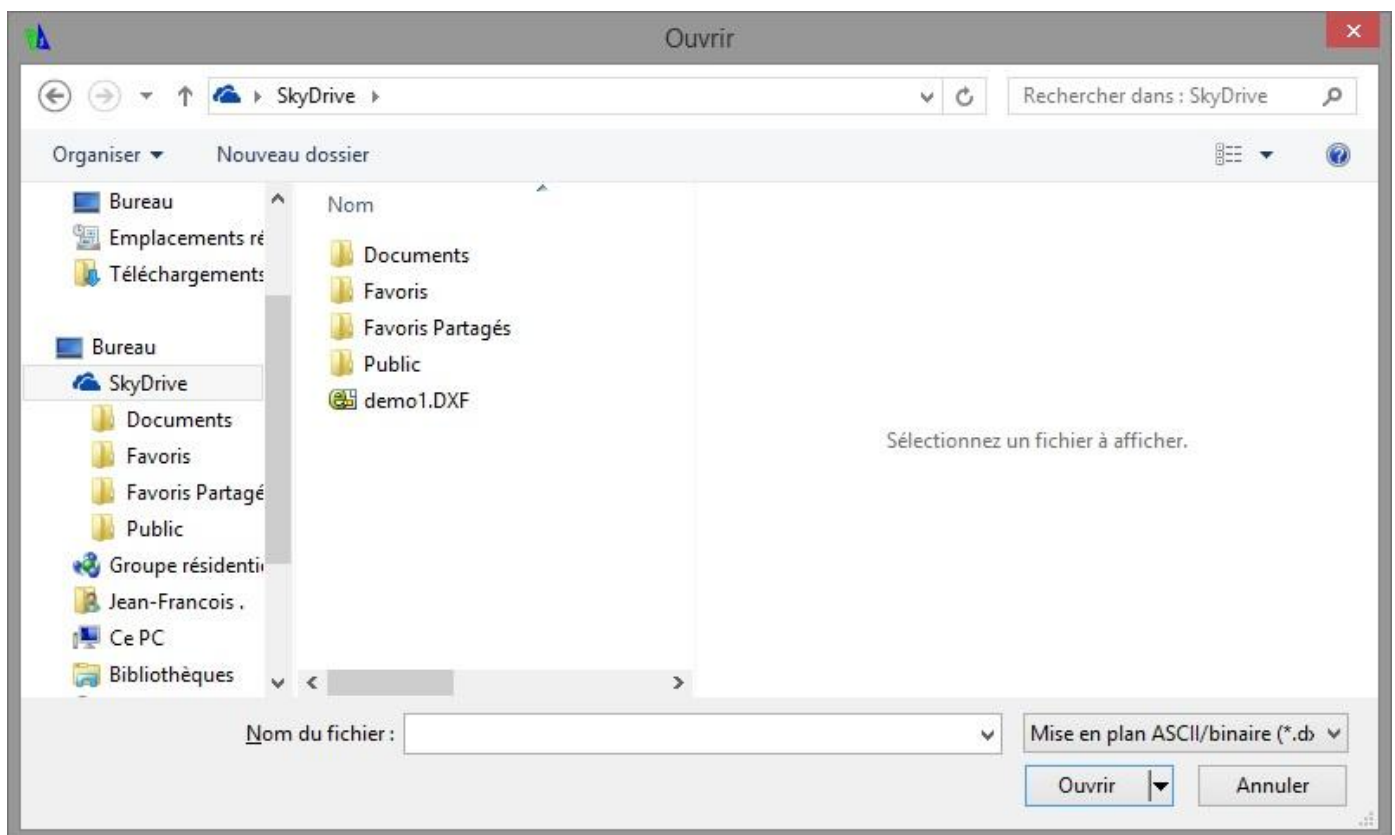 Ouvrir
SkyDrive
Rechercher dans : SkyDrive
Organiser
Nouveau dossier
Bureau
Emplacements ré
Téléchargements
Bureau
SkyDrive
Documents
Favoris
Favoris Partagé
Public
Groupe résidenti
Jean-Francois .
Ce PC
Bibliothèques
Nom
Documents
Favoris
Favoris Partagés
Public
demo1.DXF
Sélectionnez un fichier à afficher.
Nom du fichier :
Mise en plan ASCII/binaire (*.dx
Ouvrir
Annuler